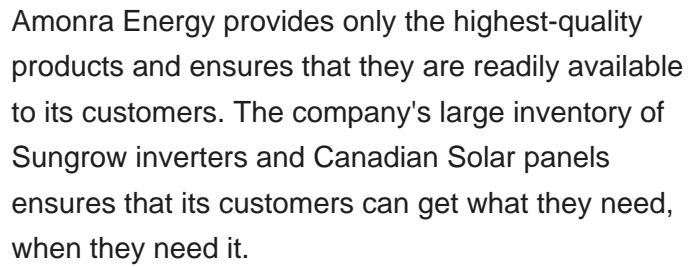 Amonra Energy provides only the highest-quality
products and ensures that they are readily available
to its customers. The company's large inventory of
Sungrow inverters and Canadian Solar panels
ensures that its customers can get what they need,
when they need it.